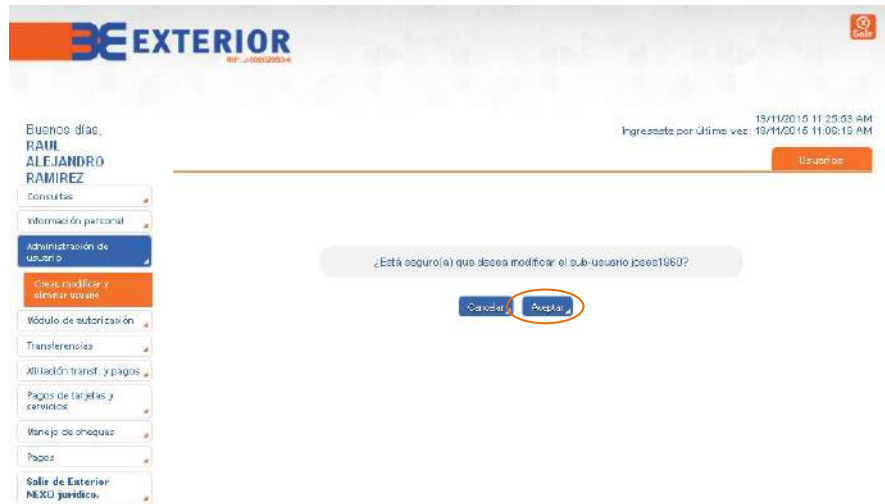 EXTERIOR
Salir
Buenos días,
RAUL
ALEJANDRO
RAMIREZ
19/11/2015 11:25:53 AM
Ingresaste por última vez: 19/11/2015 11:06:19 AM
Usuarios
Consultas
Información personal
Administración de
usuario
Crear, modificar y
eliminar usuario
Módulo de autorización
Transferencias
Afiliación transf. y pagos
Pagos de tarjetas y
servicios
Manejo de cheques
Pagos
Salir de Exterior
NEXO jurídico.
¿Está seguro(a) que desea modificar el sub-usuario joses1960?
Cancelar
Aceptar